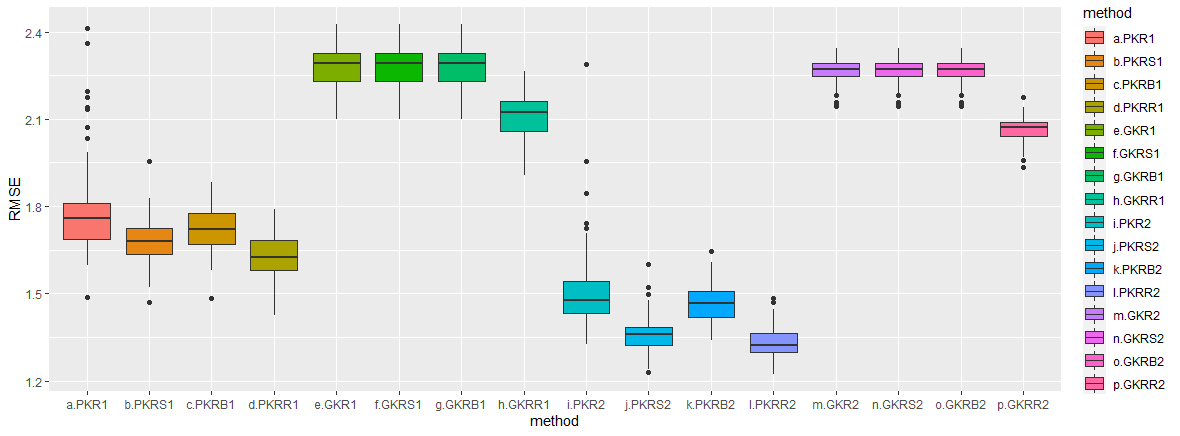 method
2.4
a.PKR1
b.PKRS1
c.PKRB1
d.PKRR1
2.1
e.GKR1
f.GKRS1
g.GKRB1
h.GKRR1
RMSE
1.8
i.PKR2
j.PKRS2
k.PKRB2
1.5
l.PKRR2
m.GKR2
n.GKRS2
o.GKRB2
1.2
p.GKRR2
a.PKR1 b.PKRS1 c.PKRB1 d.PKRR1 e.GKR1 f.GKRS1 g.GKRB1 h.GKRR1 i.PKR2 j.PKRS2 k.PKRB2 l.PKRR2 m.GKR2 n.GKRS2 o.GKRB2 p.GKRR2
method